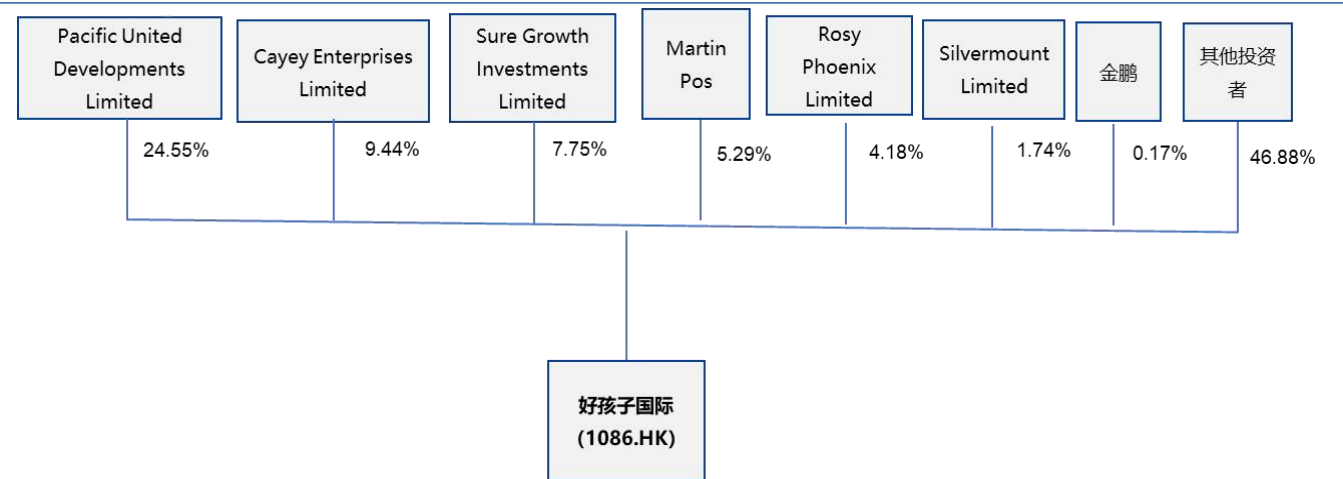 Pacific United
Developments
Limited
Cayey Enterprises
Limited
Sure Growth
Investments
Limited
Martin
Pos
Rosy
Phoenix
Limited
Silvermount
Limited
金鹏
其他投资
者
24.55%
9.44%
7.75%
5.29%
4.18%
1.74%
0.17%
46.88%
好孩子国际
(1086.HK)